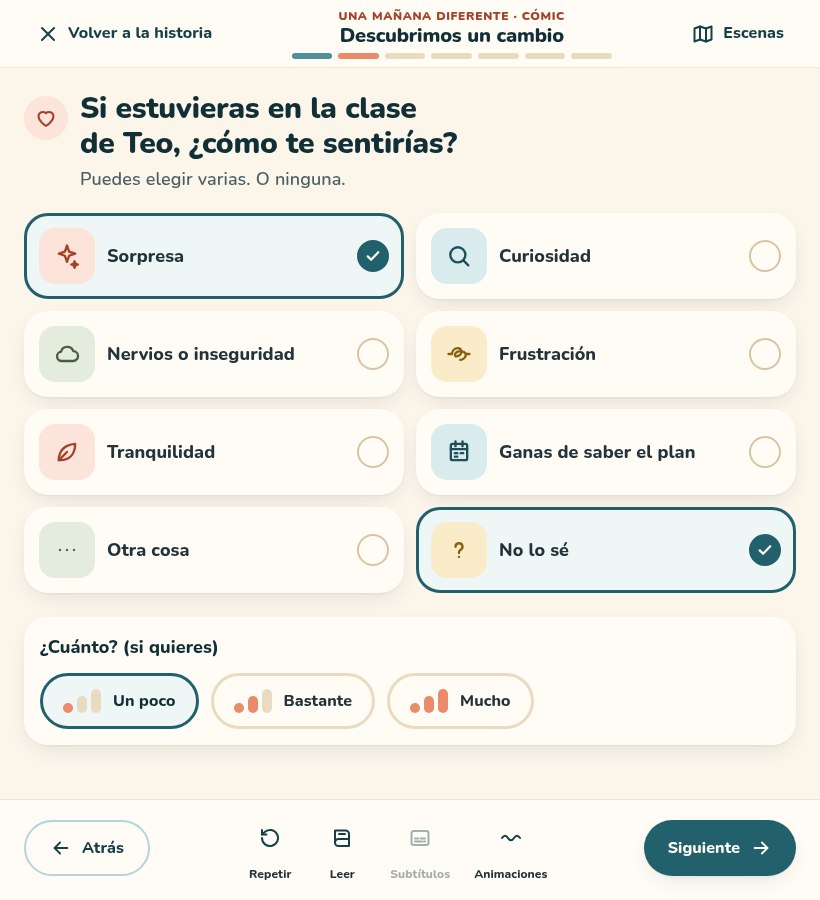 Volver a la historia
UNA MAÑANA DIFERENTE · CÓMIC
Descubrimos un cambio
Escenas
Si estuvieras en la clase
de Teo, ¿cómo te sentirías?
Puedes elegir varias. O ninguna.
Sorpresa
Curiosidad
Nervios o inseguridad
Frustración
Tranquilidad
Ganas de saber el plan
...
Otra cosa
?
No lo sé
¿Cuánto? (si quieres)
Un poco
Bastante
Mucho
Atrás
Repetir
Leer
Subtítulos
Animaciones
Siguiente